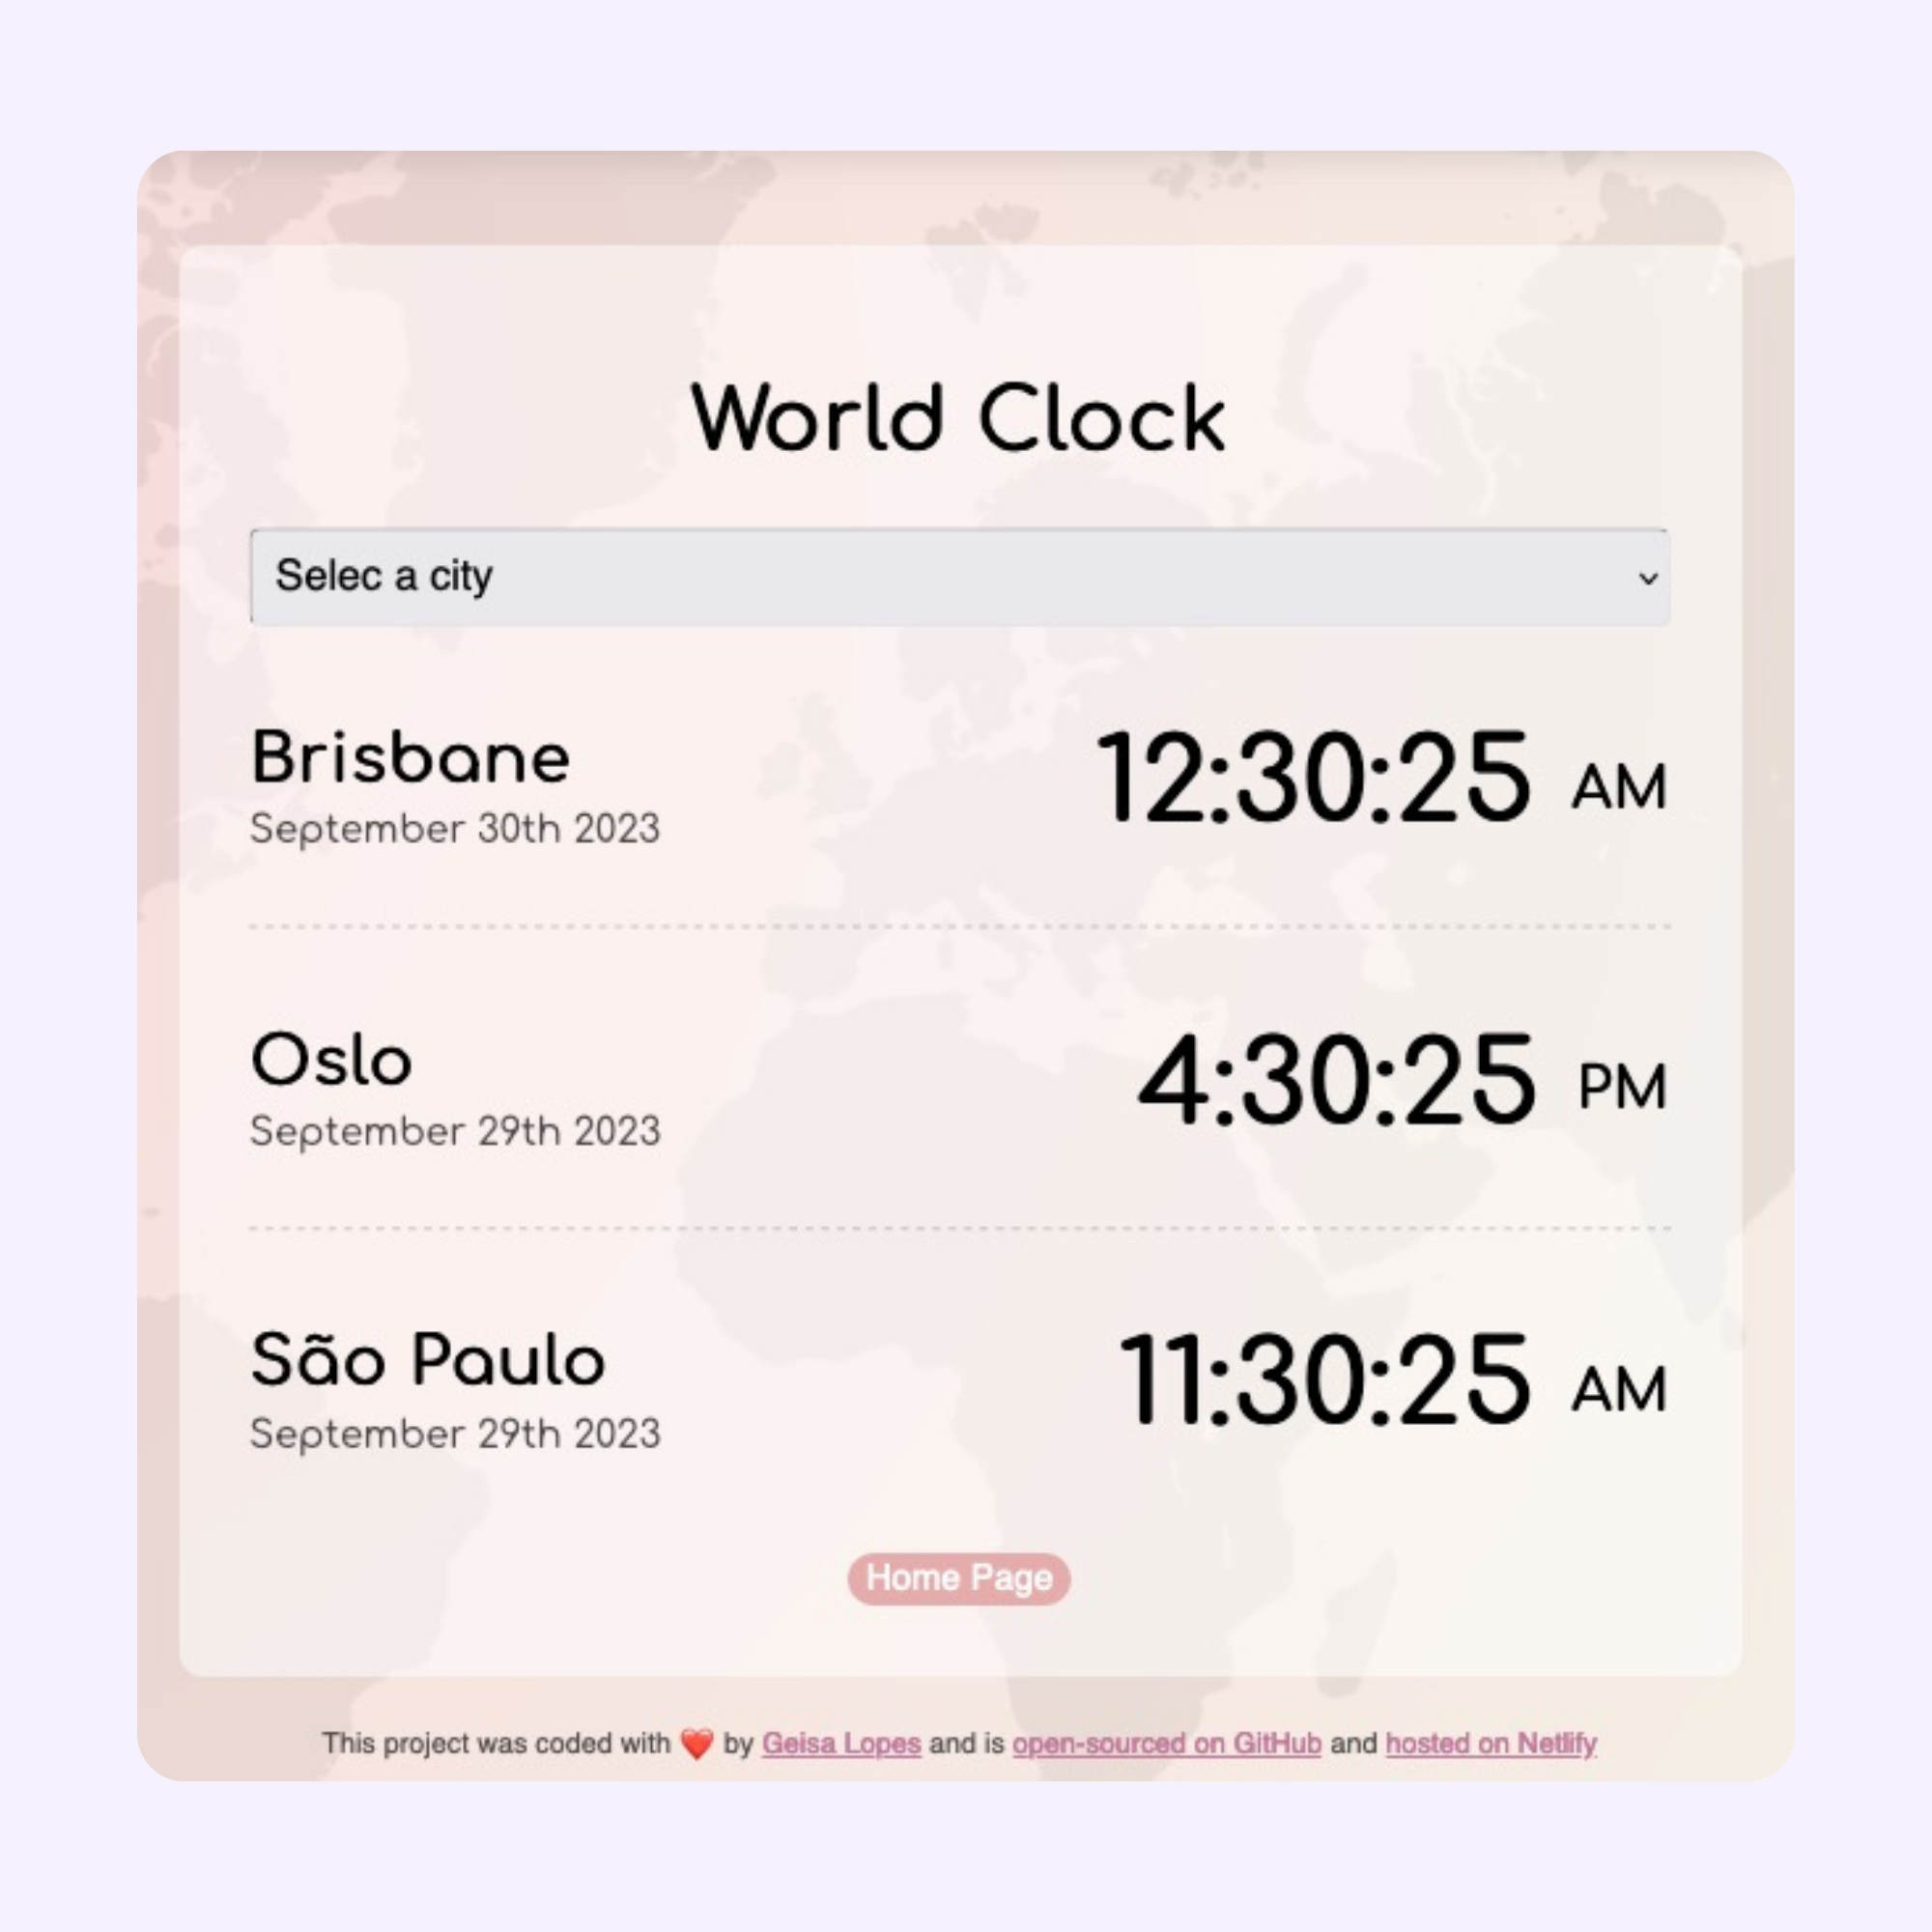 World Clock
Selec a city
Brisbane
12:30:25 AM
September 30th 2023
Oslo
4:30:25 PM
September 29th 2023
São Paulo
11:30:25 AM
September 29th 2023
Home Page
This project was coded with ❤️ by Geisa Lopes and is open-sourced on GitHub and hosted on Netlify